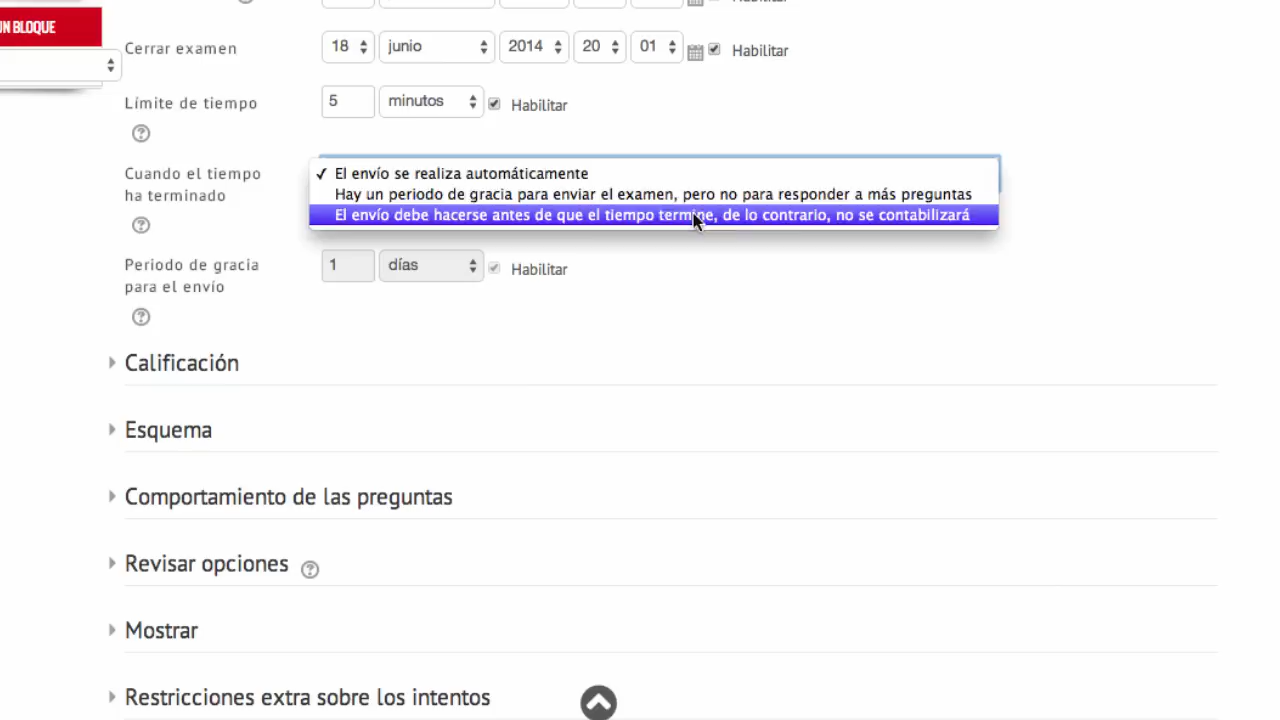 UN BLOQUE
Cerrar examen 18 junio 2014 20 01 Habilitar
Límite de tiempo 5 minutos Habilitar
Cuando el tiempo
ha terminado
✓ El envío se realiza automáticamente
Hay un periodo de gracia para enviar el examen, pero no para responder a más preguntas
El envío debe hacerse antes de que el tiempo termine, de lo contrario, no se contabilizará
Periodo de gracia
para el envío
1 días Habilitar
Calificación
Esquema
Comportamiento de las preguntas
Revisar opciones
Mostrar
Restricciones extra sobre los intentos